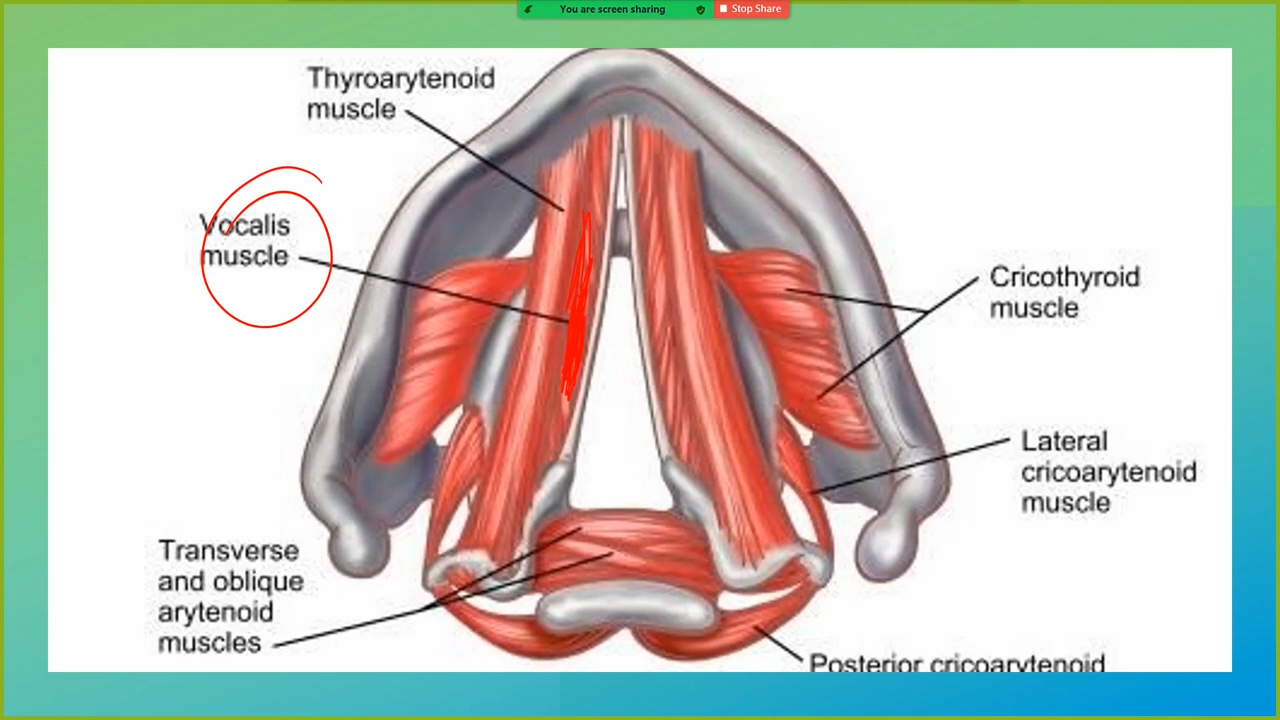 You are screen sharing
Stop Share
Thyroarytenoid
muscle
Vocalis
muscle
Cricothyroid
muscle
Lateral
cricoarytenoid
muscle
Transverse
and oblique
arytenoid
muscles
Posterior cricoarytenoid